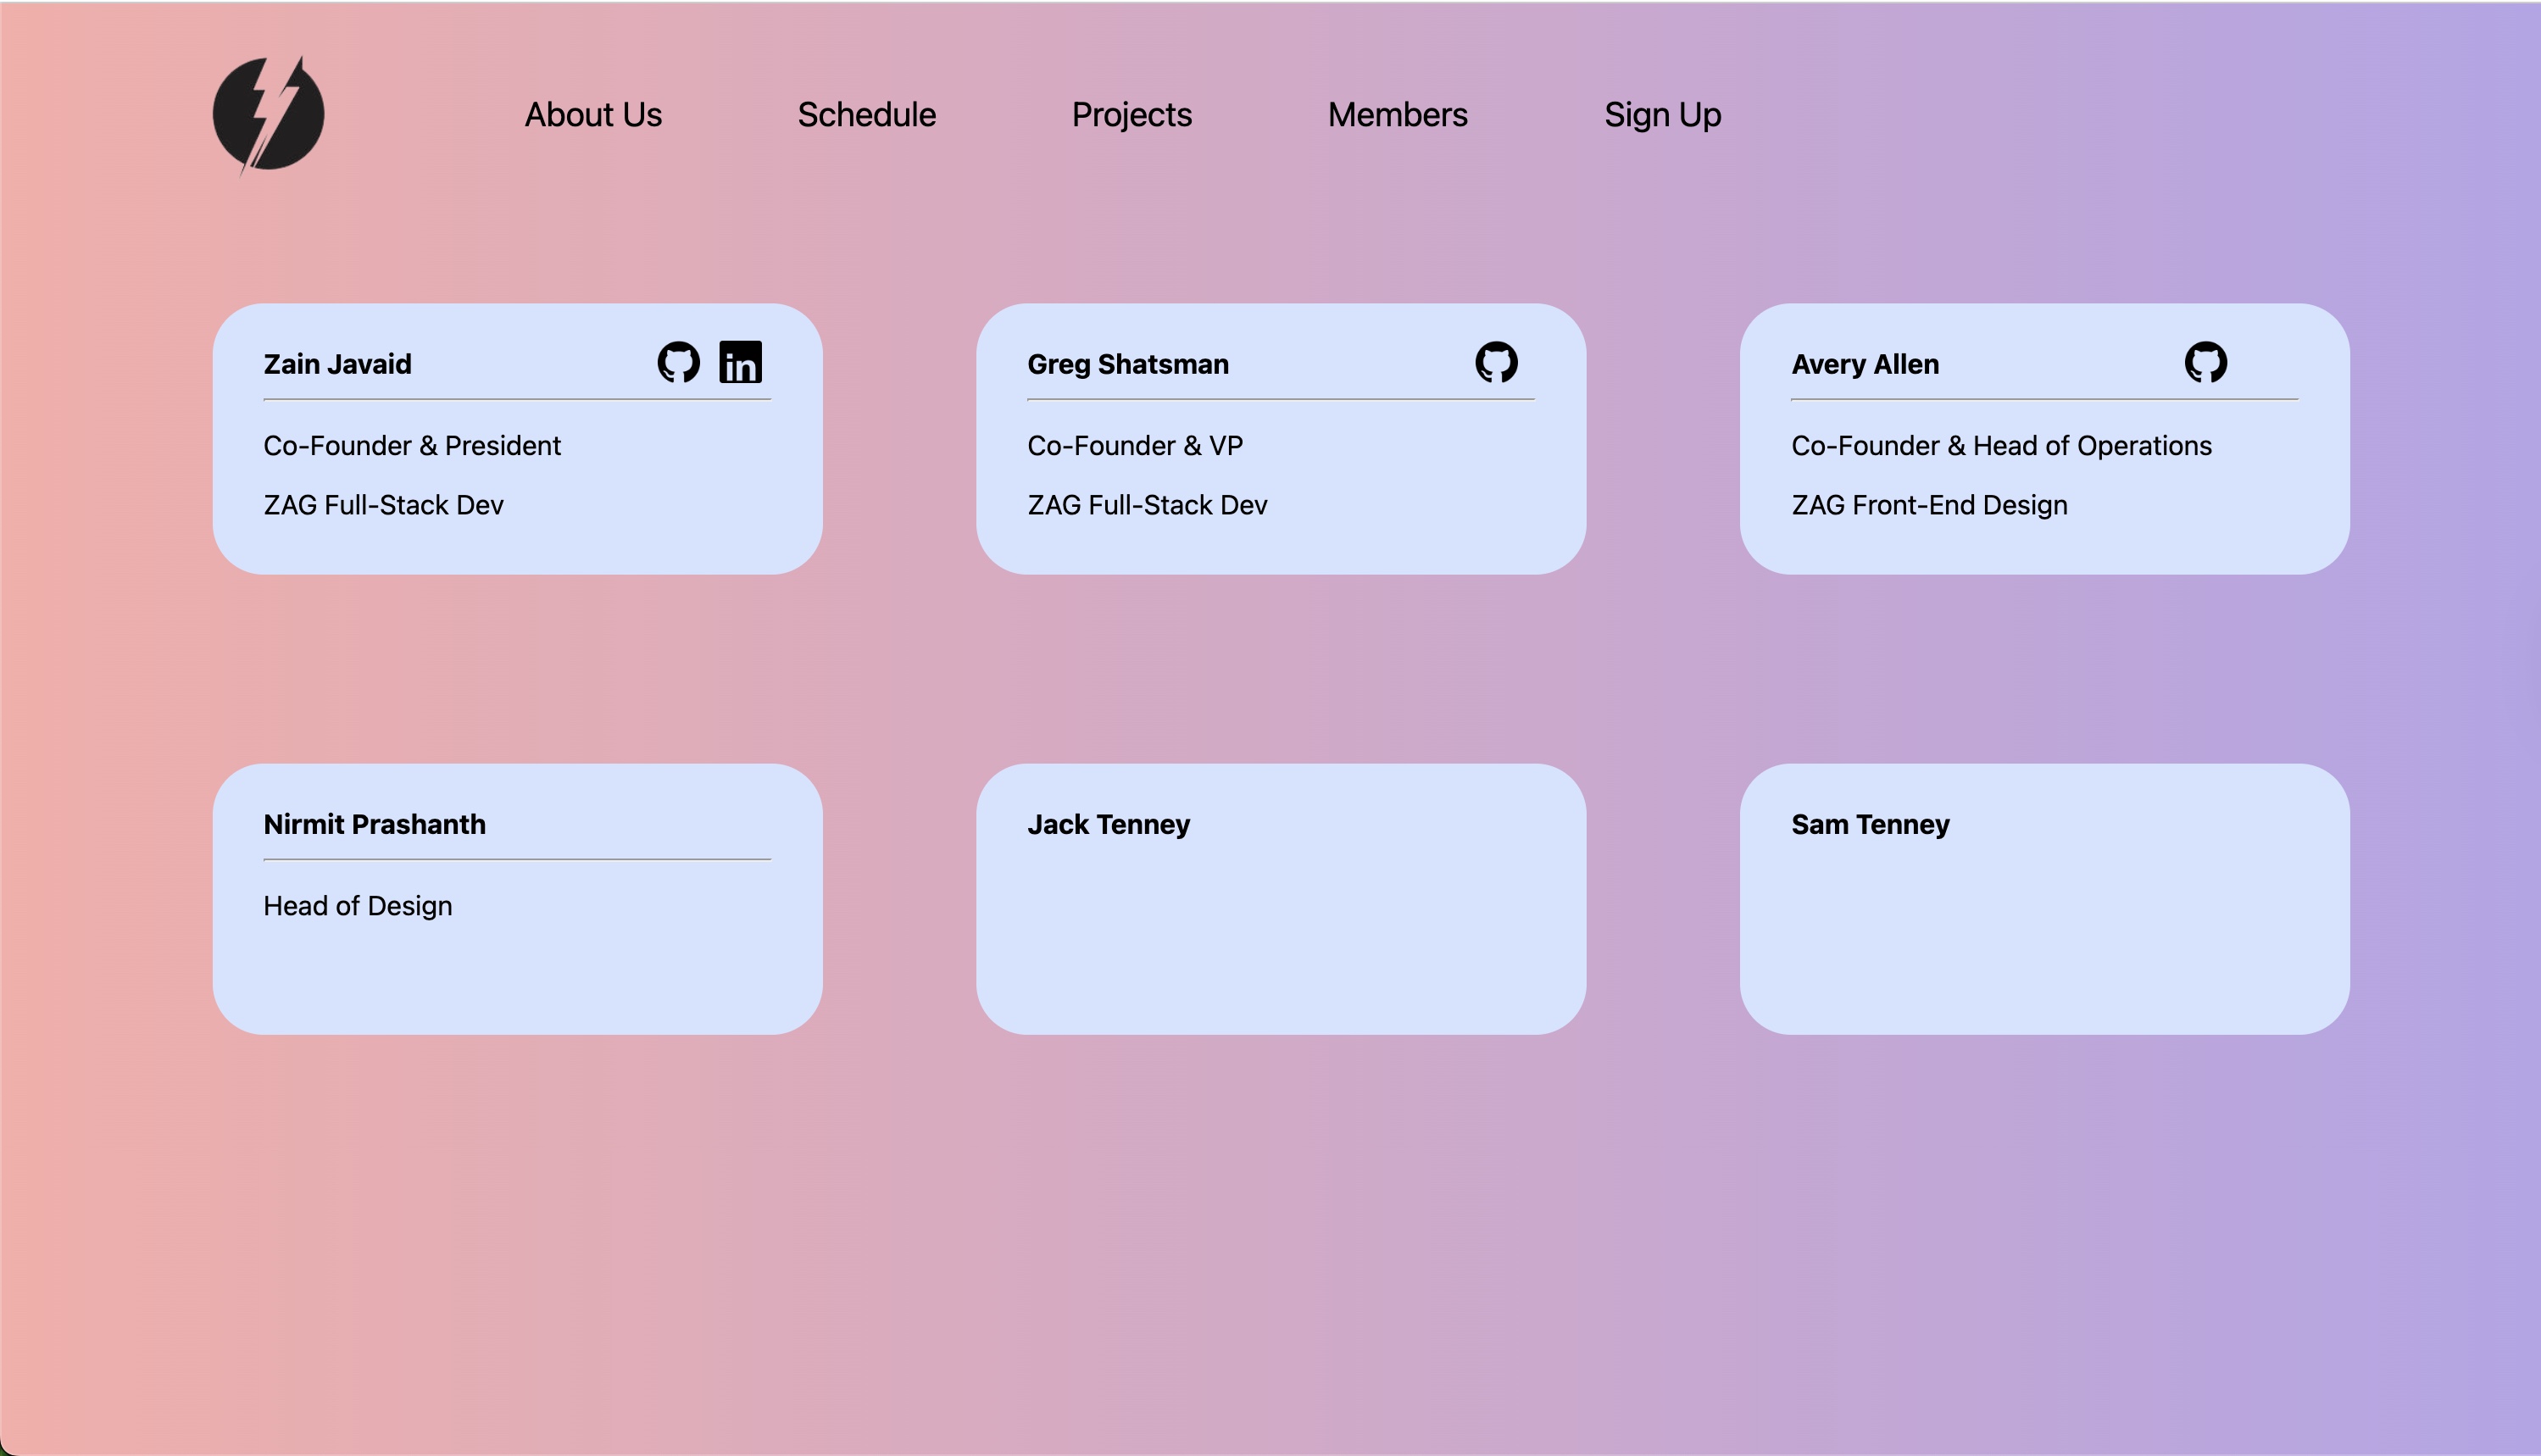 About Us Schedule Projects Members Sign Up
Zain Javaid
Co-Founder & President
ZAG Full-Stack Dev
Greg Shatsman
Co-Founder & VP
ZAG Full-Stack Dev
Avery Allen
Co-Founder & Head of Operations
ZAG Front-End Design
Nirmit Prashanth
Head of Design
Jack Tenney
Sam Tenney